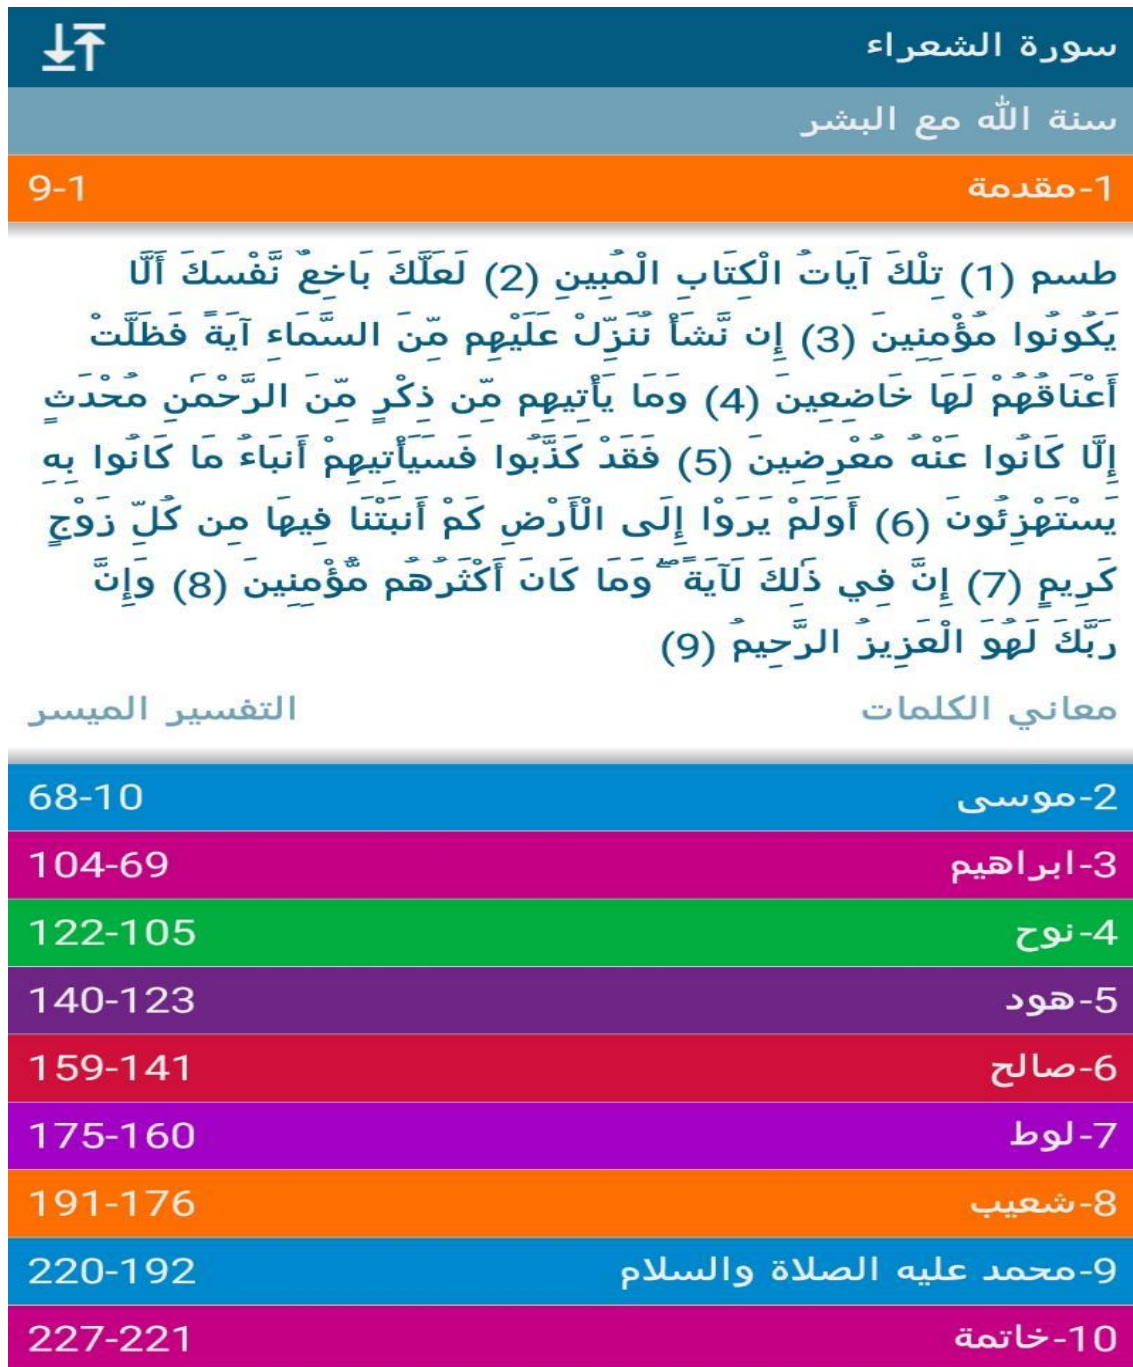 سورة الشعراء
سنة الله مع البشر
1-مقدمة 9-1
طسم (1) تِلْكَ آيَاتُ الْكِتَابِ الْمُبِينِ (2) لَعَلَّكَ بَاخِعٌ نَّفْسَكَ أَلَّا
يَكُونُوا مُؤْمِنِينَ (3) إِن نَّشَأْ نُنَزِّلْ عَلَيْهِم مِّنَ السَّمَاءِ آيَةً فَظَلَّتْ
أَعْنَاقُهُمْ لَهَا خَاضِعِينَ (4) وَمَا يَأْتِيهِم مِّن ذِكْرٍ مِّنَ الرَّحْمَٰنِ مُحْدَثٍ
إِلَّا كَانُوا عَنْهُ مُعْرِضِينَ (5) فَقَدْ كَذَّبُوا فَسَيَأْتِيهِمْ أَنبَاءُ مَا كَانُوا بِهِ
يَسْتَهْزِئُونَ (6) أَوَلَمْ يَرَوْا إِلَى الْأَرْضِ كَمْ أَنبَتْنَا فِيهَا مِن كُلِّ زَوْجٍ
كَرِيمٍ (7) إِنَّ فِي ذَٰلِكَ لَآيَةً ۖ وَمَا كَانَ أَكْثَرُهُم مُّؤْمِنِينَ (8) وَإِنَّ
رَبَّكَ لَهُوَ الْعَزِيزُ الرَّحِيمُ (9)
معاني الكلمات التفسير الميسر
2-موسى 68-10
3-ابراهيم 104-69
4-نوح 122-105
5-هود 140-123
6-صالح 159-141
7-لوط 175-160
8-شعيب 191-176
9-محمد عليه الصلاة والسلام 220-192
10-خاتمة 227-221